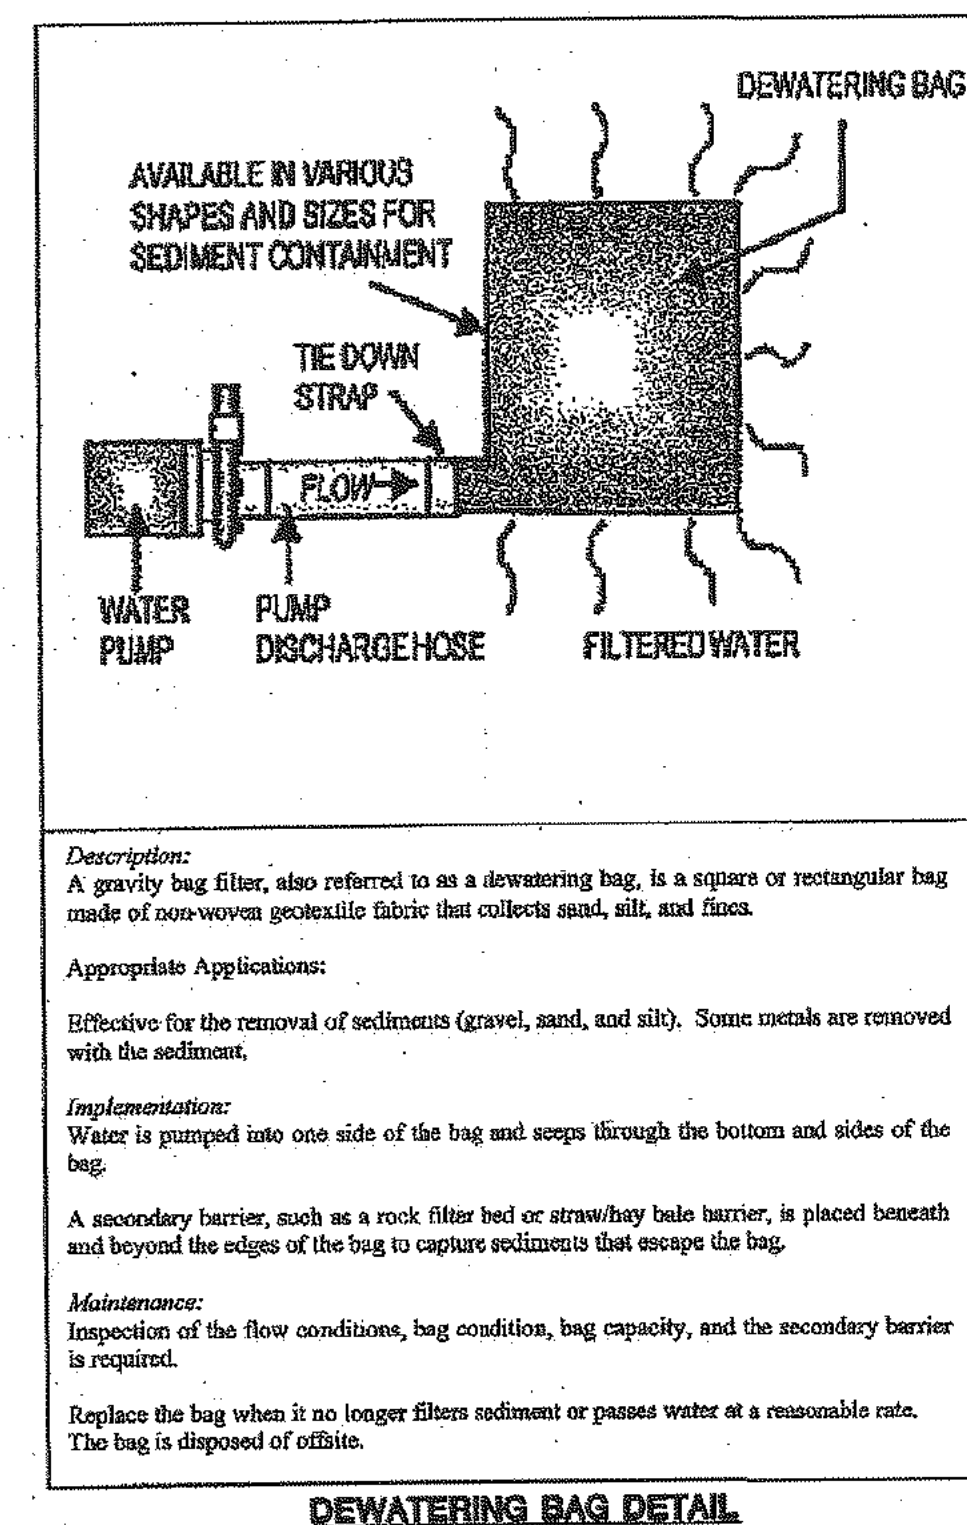 DEWATERING BAG
AVAILABLE IN VARIOUS
SHAPES AND SIZES FOR
SEDIMENT CONTAINMENT
TIE DOWN
STRAP
FLOW
WATER
PUMP
PUMP
DISCHARGE HOSE
FILTERED WATER
Description:
A gravity bag filter, also referred to as a dewatering bag, is a square or rectangular bag
made of non-woven geotextile fabric that collects sand, silt, and fines.
Appropriate Applications:
Effective for the removal of sediments (gravel, sand, and silt). Some metals are removed
with the sediment.
Implementation:
Water is pumped into one side of the bag and seeps through the bottom and sides of the
bag.
A secondary barrier, such as a rock filter bed or straw/hay bale barrier, is placed beneath
and beyond the edges of the bag to capture sediments that escape the bag.
Maintenance:
Inspection of the flow conditions, bag condition, bag capacity, and the secondary barrier
is required.
Replace the bag when it no longer filters sediment or passes water at a reasonable rate.
The bag is disposed of offsite.
DEWATERING BAG DETAIL